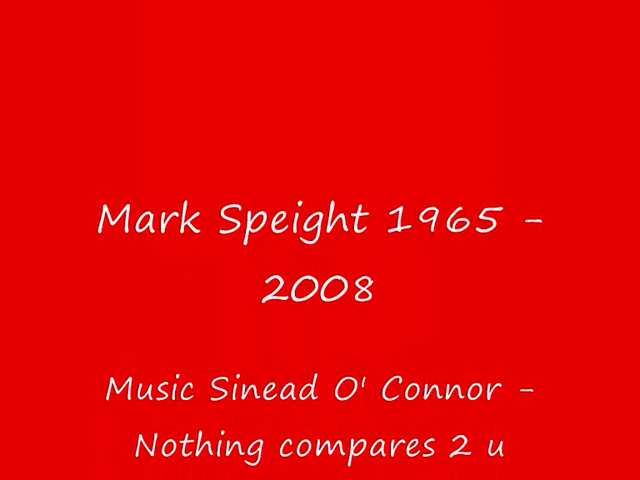 Mark Speight 1965 -
2008
Music Sinead O' Connor -
Nothing compares 2 u